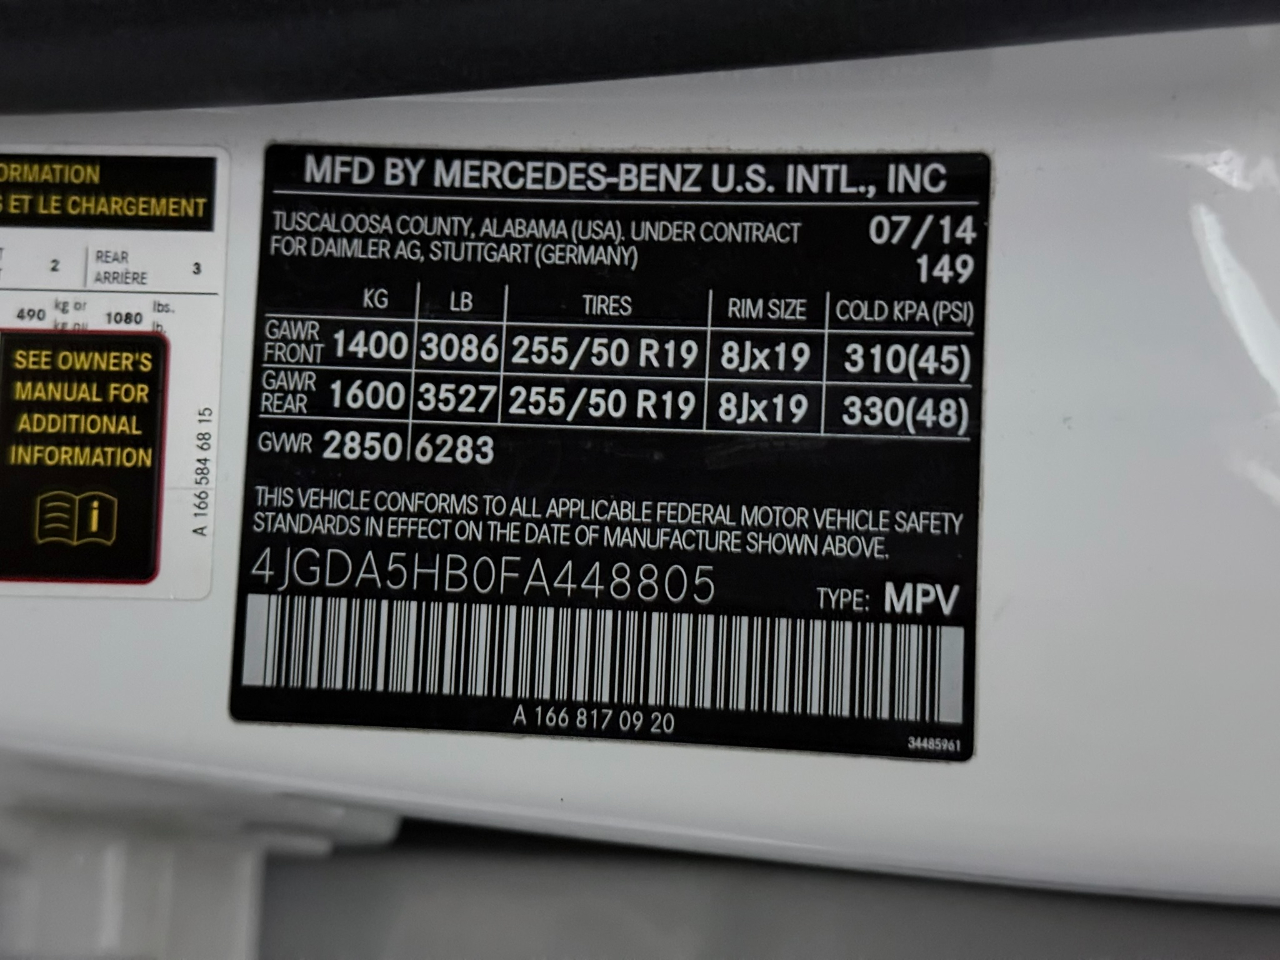 ORMATION
ET LE CHARGEMENT
2 REAR ARRIÈRE 3
490 kg or 1080 lbs.
kg ou lb.
SEE OWNER'S
MANUAL FOR
ADDITIONAL
INFORMATION
i
A 166 584 68 15
MFD BY MERCEDES-BENZ U.S. INTL., INC
TUSCALOOSA COUNTY, ALABAMA (USA). UNDER CONTRACT 07/14
FOR DAIMLER AG, STUTTGART (GERMANY) 149
KG LB TIRES RIM SIZE COLD KPA (PSI)
GAWR FRONT 1400 3086 255/50 R19 8Jx19 310(45)
GAWR REAR 1600 3527 255/50 R19 8Jx19 330(48)
GVWR 2850 6283
THIS VEHICLE CONFORMS TO ALL APPLICABLE FEDERAL MOTOR VEHICLE SAFETY
STANDARDS IN EFFECT ON THE DATE OF MANUFACTURE SHOWN ABOVE.
4JGDA5HB0FA448805 TYPE: MPV
A 166 817 09 20
34485961